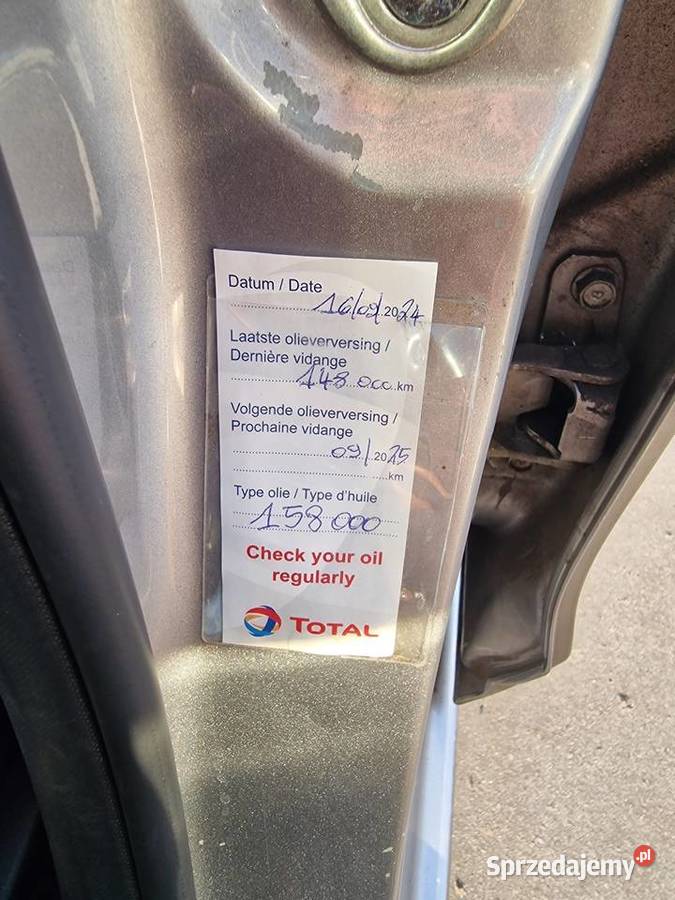 Datum / Date
16/09/2024
Laatste olieverversing /
Dernière vidange
148 000 km
Volgende olieverversing /
Prochaine vidange
09/2025
km
Type olie / Type d'huile
158 000
Check your oil
regularly
TOTAL
Sprzedajemy.pl